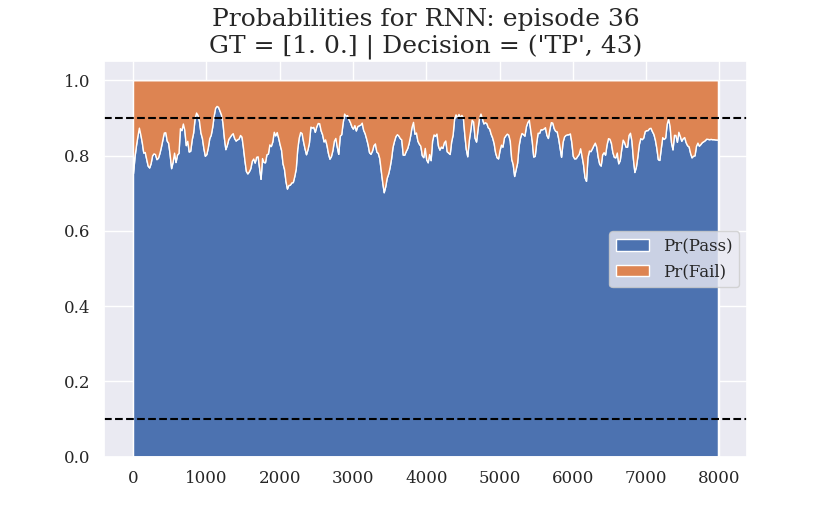 Probabilities for RNN: episode 36
GT = [1. 0.] | Decision = ('TP', 43)
1.0
0.8
0.6
0.4
0.2
0.0
Pr(Pass)
Pr(Fail)
0 1000 2000 3000 4000 5000 6000 7000 8000